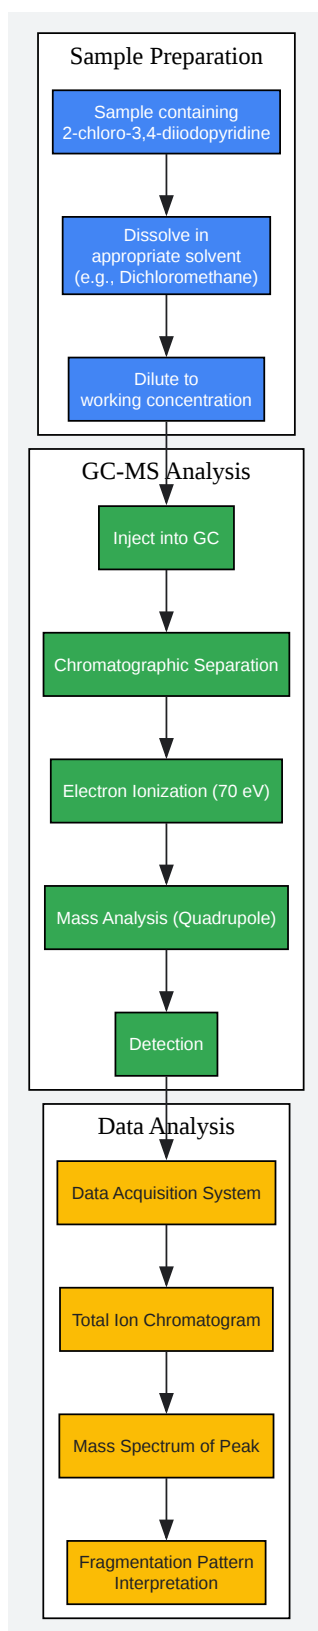 Sample Preparation
Sample containing
2-chloro-3,4-diiodopyridine
Dissolve in
appropriate solvent
(e.g., Dichloromethane)
Dilute to
working concentration
GC-MS Analysis
Inject into GC
Chromatographic Separation
Electron Ionization (70 eV)
Mass Analysis (Quadrupole)
Detection
Data Analysis
Data Acquisition System
Total Ion Chromatogram
Mass Spectrum of Peak
Fragmentation Pattern
Interpretation